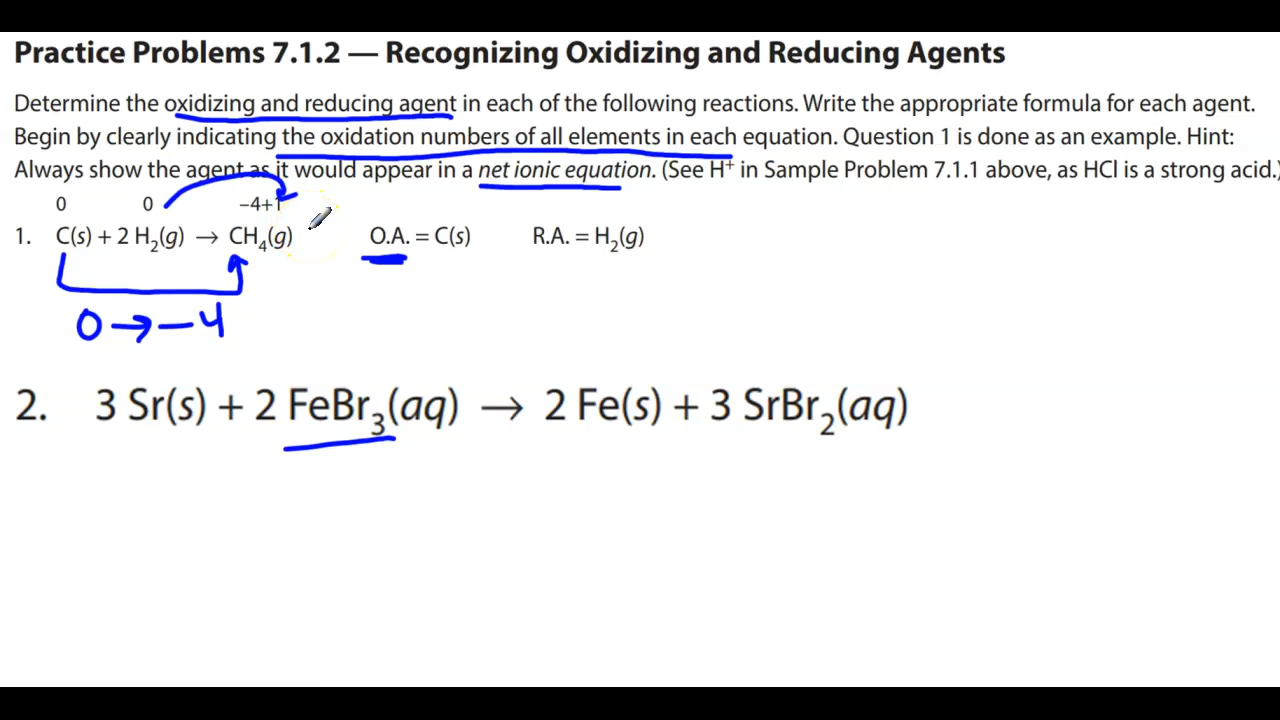 Practice Problems 7.1.2 — Recognizing Oxidizing and Reducing Agents
Determine the oxidizing and reducing agent in each of the following reactions. Write the appropriate formula for each agent.
Begin by clearly indicating the oxidation numbers of all elements in each equation. Question 1 is done as an example. Hint:
Always show the agent as it would appear in a net ionic equation. (See H⁺ in Sample Problem 7.1.1 above, as HCl is a strong acid.)
0 0 −4+1
1. C(s) + 2 H₂(g) → CH₄(g) O.A. = C(s) R.A. = H₂(g)
0 → −4
2. 3 Sr(s) + 2 FeBr₃(aq) → 2 Fe(s) + 3 SrBr₂(aq)